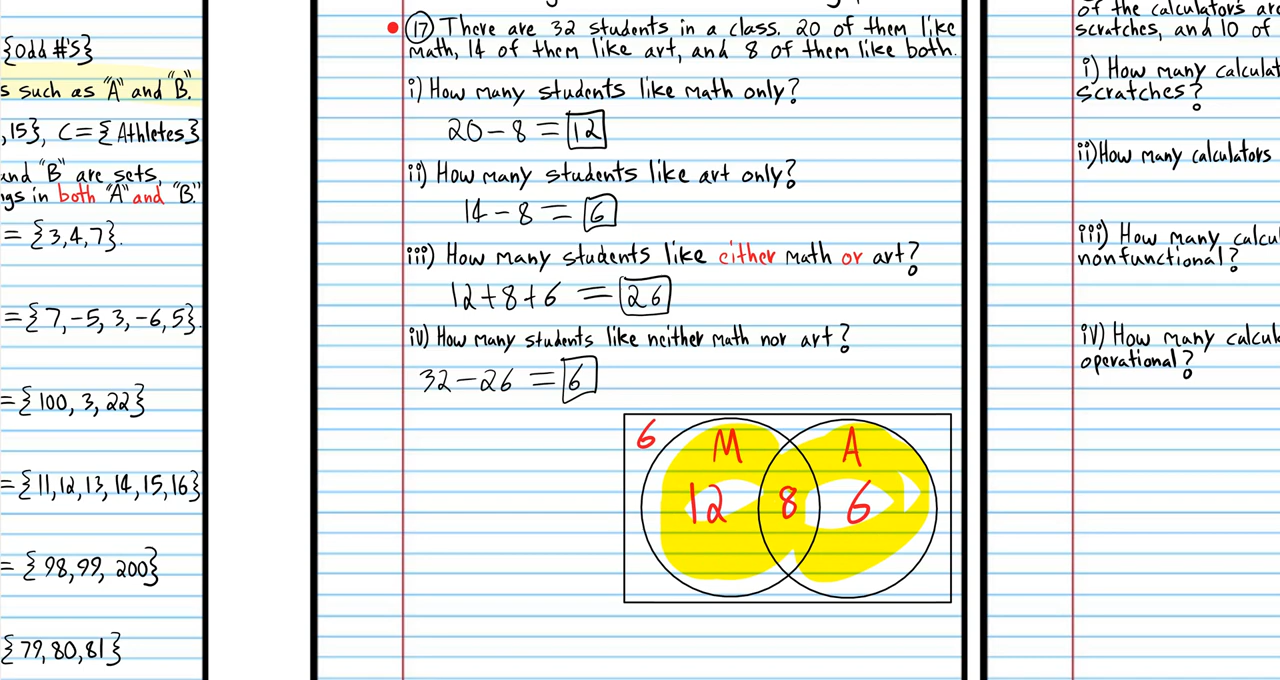 {Odd #'s}
s such as "A" and "B."
,15}, C = {Athletes}
and "B" are sets,
gs in both "A" and "B."
= {3,4,7}.
= {7,-5,3,-6,5}.
= {100, 3, 22}
= {11,12,13,14,15,16}
= {98,99, 200}
{79,80,81}
17) There are 32 students in a class. 20 of them like
math, 14 of them like art, and 8 of them like both.
i) How many students like math only?
20 - 8 = 12
ii) How many students like art only?
14 - 8 = 6
iii) How many students like either math or art?
12 + 8 + 6 = 26
iv) How many students like neither math nor art?
32 - 26 = 6
6 M A
12 8 6
of the calculators are
scratches, and 10 of
i) How many calculat
scratches?
ii) How many calculators
iii) How many calcu
nonfunctional?
iv) How many calcul
operational?